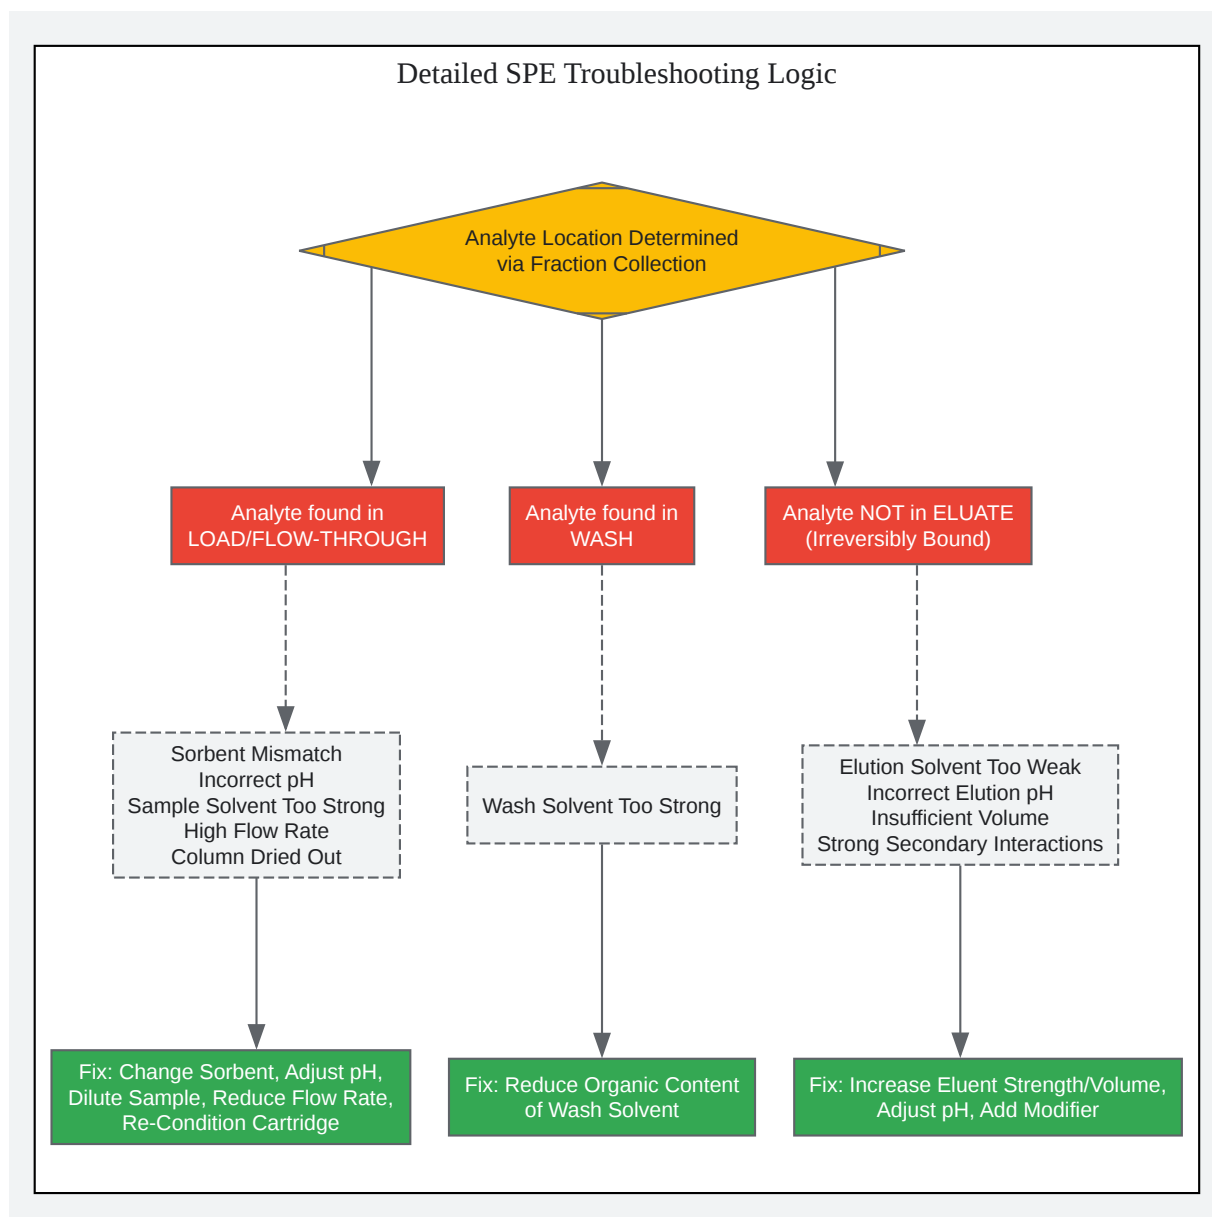 Detailed SPE Troubleshooting Logic
Analyte Location Determined
via Fraction Collection
Analyte found in
LOAD/FLOW-THROUGH
Analyte found in
WASH
Analyte NOT in ELUATE
(Irreversibly Bound)
Sorbent Mismatch
Incorrect pH
Sample Solvent Too Strong
High Flow Rate
Column Dried Out
Wash Solvent Too Strong
Elution Solvent Too Weak
Incorrect Elution pH
Insufficient Volume
Strong Secondary Interactions
Fix: Change Sorbent, Adjust pH,
Dilute Sample, Reduce Flow Rate,
Re-Condition Cartridge
Fix: Reduce Organic Content
of Wash Solvent
Fix: Increase Eluent Strength/Volume,
Adjust pH, Add Modifier